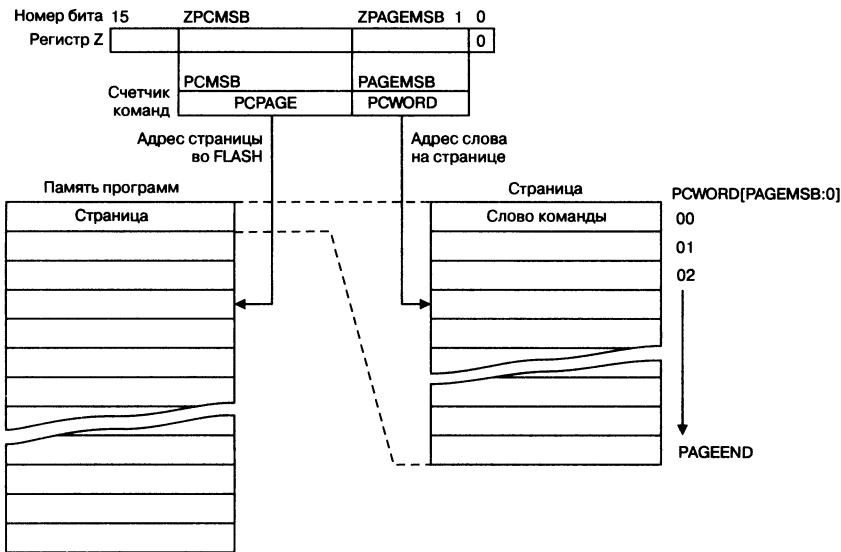 Номер бита 15 ZPCMSB ZPAGEMSB 1 0
Регистр Z 0
PCMSB PAGEMSB
Счетчик
команд
PCPAGE PCWORD
Адрес страницы
во FLASH
Адрес слова
на странице
Память программ
Страница
Страница
Слово команды
PCWORD[PAGEMSB:0]
00
01
02
PAGEEND